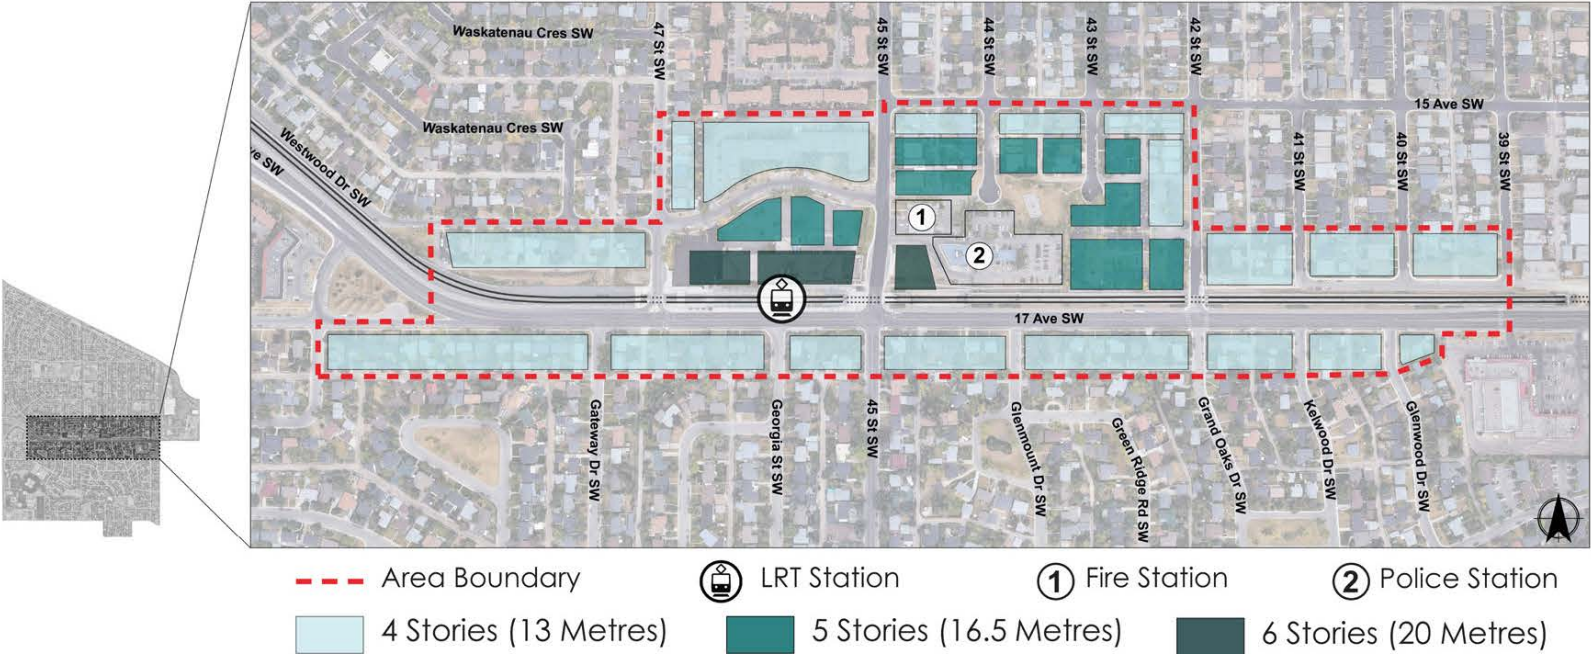 Waskatenau Cres SW
47 St SW
45 St SW
44 St SW
43 St SW
42 St SW
15 Ave SW
Waskatenau Cres SW
Westwood Dr SW
ve SW
41 St SW
40 St SW
39 St SW
1
2
17 Ave SW
Gateway Dr SW
Georgia St SW
45 St SW
Glenmount Dr SW
Green Ridge Rd SW
Grand Oaks Dr SW
Kelwood Dr SW
Glenwood Dr SW
Area Boundary
LRT Station
1 Fire Station
2 Police Station
4 Stories (13 Metres)
5 Stories (16.5 Metres)
6 Stories (20 Metres)